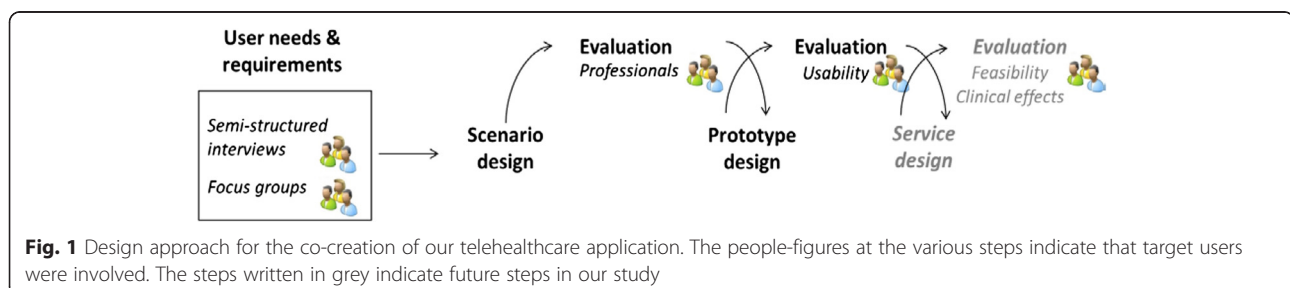 User needs &
requirements
Semi-structured
interviews
Focus groups
Scenario
design
Evaluation
Professionals
Prototype
design
Evaluation
Usability
Service
design
Evaluation
Feasibility
Clinical effects
Fig. 1 Design approach for the co-creation of our telehealthcare application. The people-figures at the various steps indicate that target users
were involved. The steps written in grey indicate future steps in our study